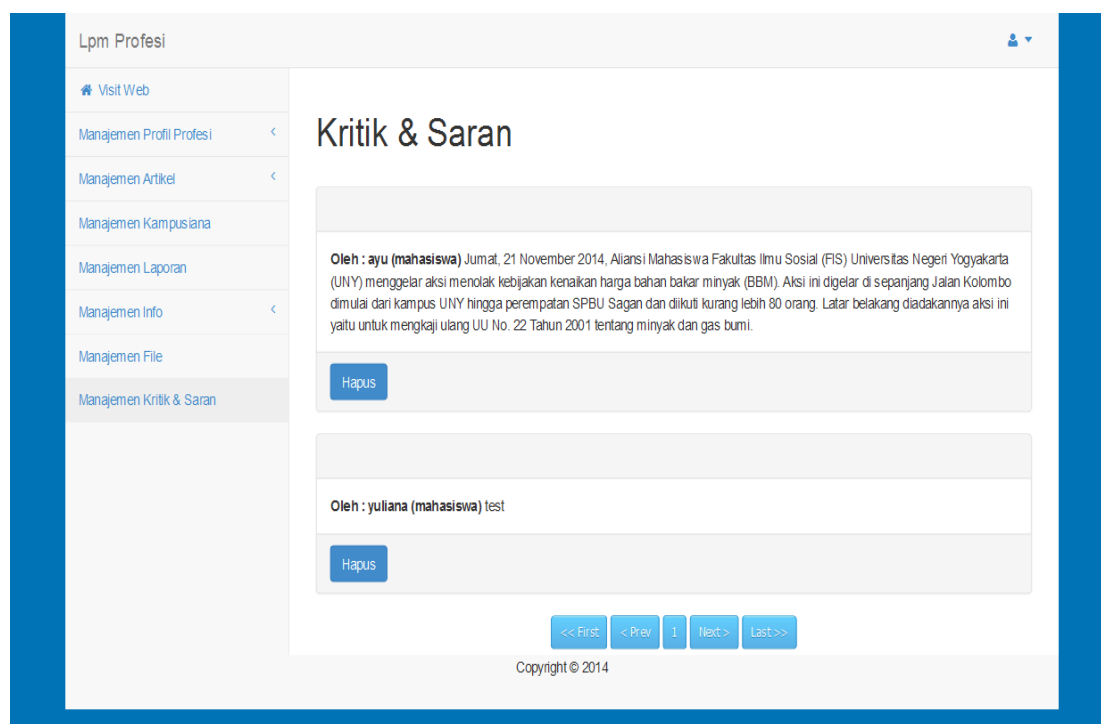 Lpm Profesi
Visit Web
Manajemen Profil Profesi
Manajemen Artikel
Manajemen Kampusiana
Manajemen Laporan
Manajemen Info
Manajemen File
Manajemen Kritik & Saran
Kritik & Saran
Oleh : ayu (mahasiswa) Jumat, 21 November 2014, Aliansi Mahasiswa Fakultas Ilmu Sosial (FIS) Universitas Negeri Yogyakarta
(UNY) menggelar aksi menolak kebijakan kenaikan harga bahan bakar minyak (BBM). Aksi ini digelar di sepanjang Jalan Kolombo
dimulai dari kampus UNY hingga perempatan SPBU Sagan dan diikuti kurang lebih 80 orang. Latar belakang diadakannya aksi ini
yaitu untuk mengkaji ulang UU No. 22 Tahun 2001 tentang minyak dan gas bumi.
Hapus
Oleh : yuliana (mahasiswa) test
Hapus
<< First < Prev 1 Next > Last >>
Copyright © 2014